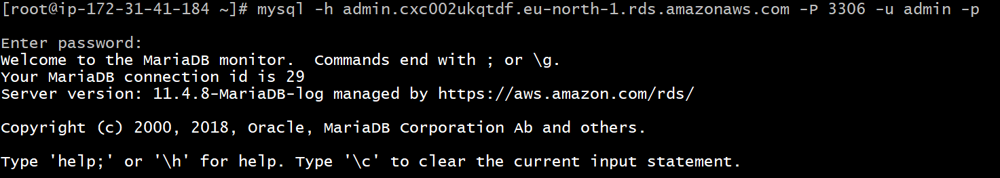 [root@ip-172-31-41-184 ~]# mysql -h admin.cxc002ukqtdf.eu-north-1.rds.amazonaws.com -P 3306 -u admin -p
Enter password:
Welcome to the MariaDB monitor.  Commands end with ; or \g.
Your MariaDB connection id is 29
Server version: 11.4.8-MariaDB-log managed by https://aws.amazon.com/rds/
Copyright (c) 2000, 2018, Oracle, MariaDB Corporation Ab and others.
Type 'help;' or '\h' for help. Type '\c' to clear the current input statement.